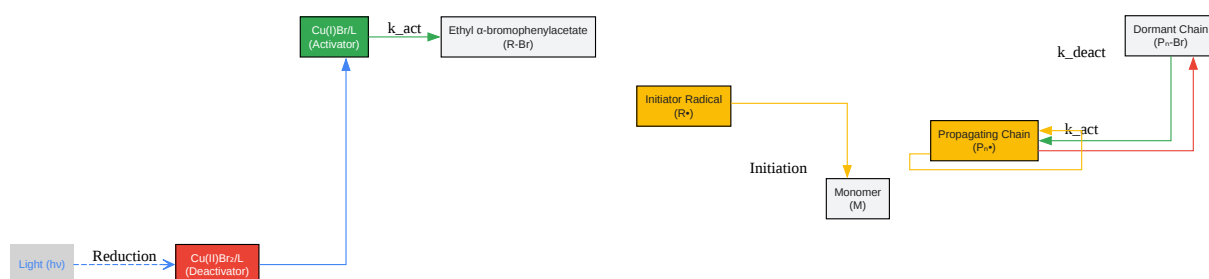 Cu(I)Br/L
(Activator)
k_act
Ethyl α-bromophenylacetate
(R-Br)
Dormant Chain
(Pₙ-Br)
k_deact
Initiator Radical
(R•)
Propagating Chain
(Pₙ•)
k_act
Initiation
Monomer
(M)
Light (hν)
Reduction
Cu(II)Br₂/L
(Deactivator)